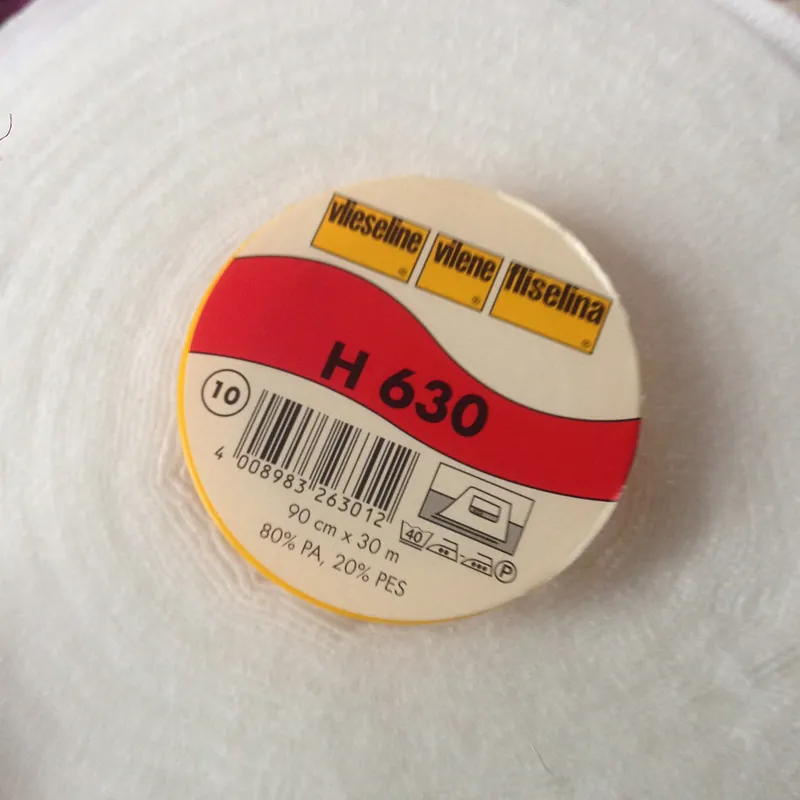 vlieseline ® vilene ® fliselina ®
H 630
10
4 008983 263012
90 cm x 30 m
40 P
80% PA, 20% PES